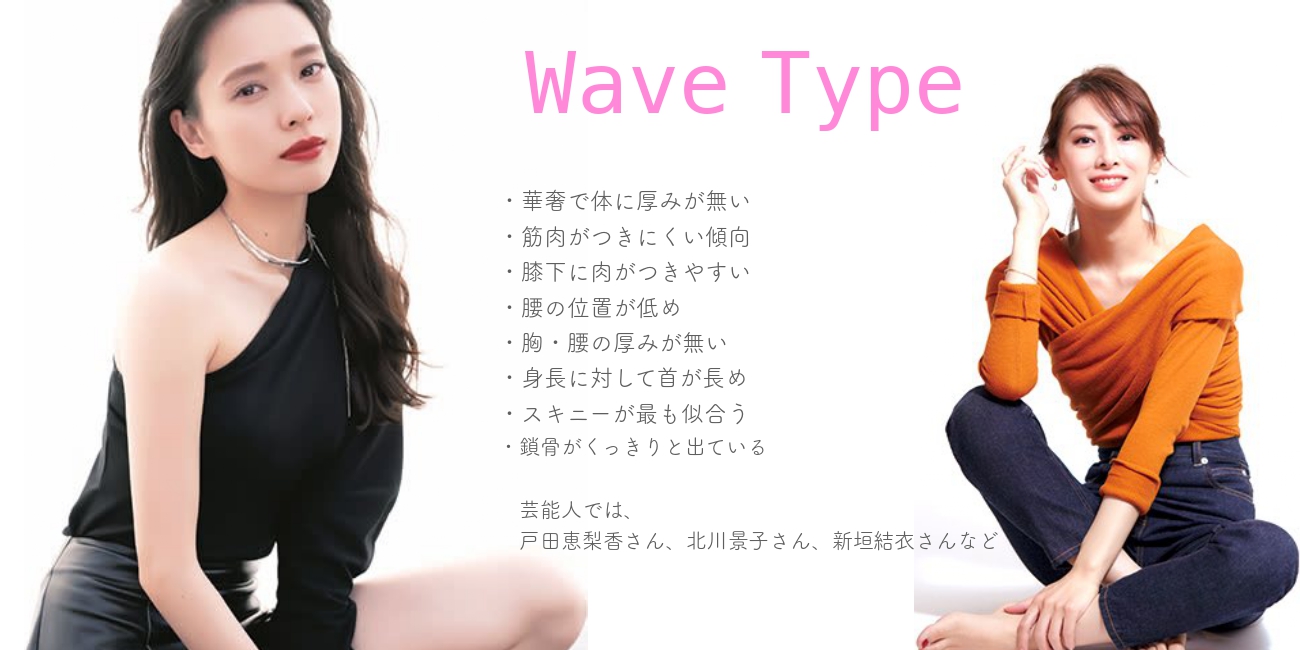 Wave Type
・華奢で体に厚みが無い
・筋肉がつきにくい傾向
・膝下に肉がつきやすい
・腰の位置が低め
・胸・腰の厚みが無い
・身長に対して首が長め
・スキニーが最も似合う
・鎖骨がくっきりと出ている
芸能人では、
戸田恵梨香さん、北川景子さん、新垣結衣さんなど